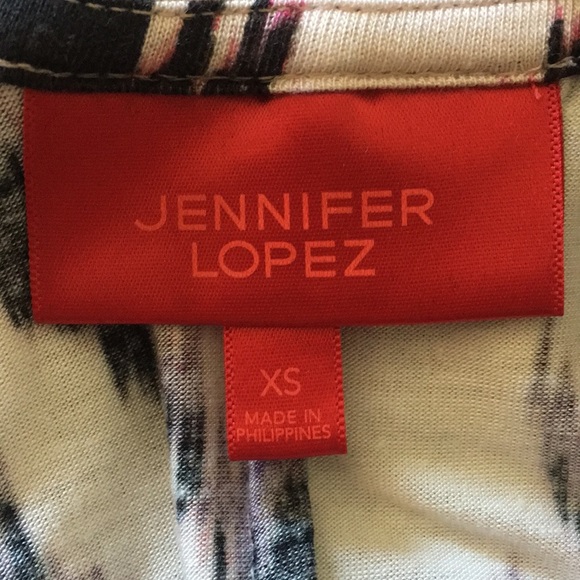 JENNIFER
LOPEZ
XS
MADE IN
PHILIPPINES